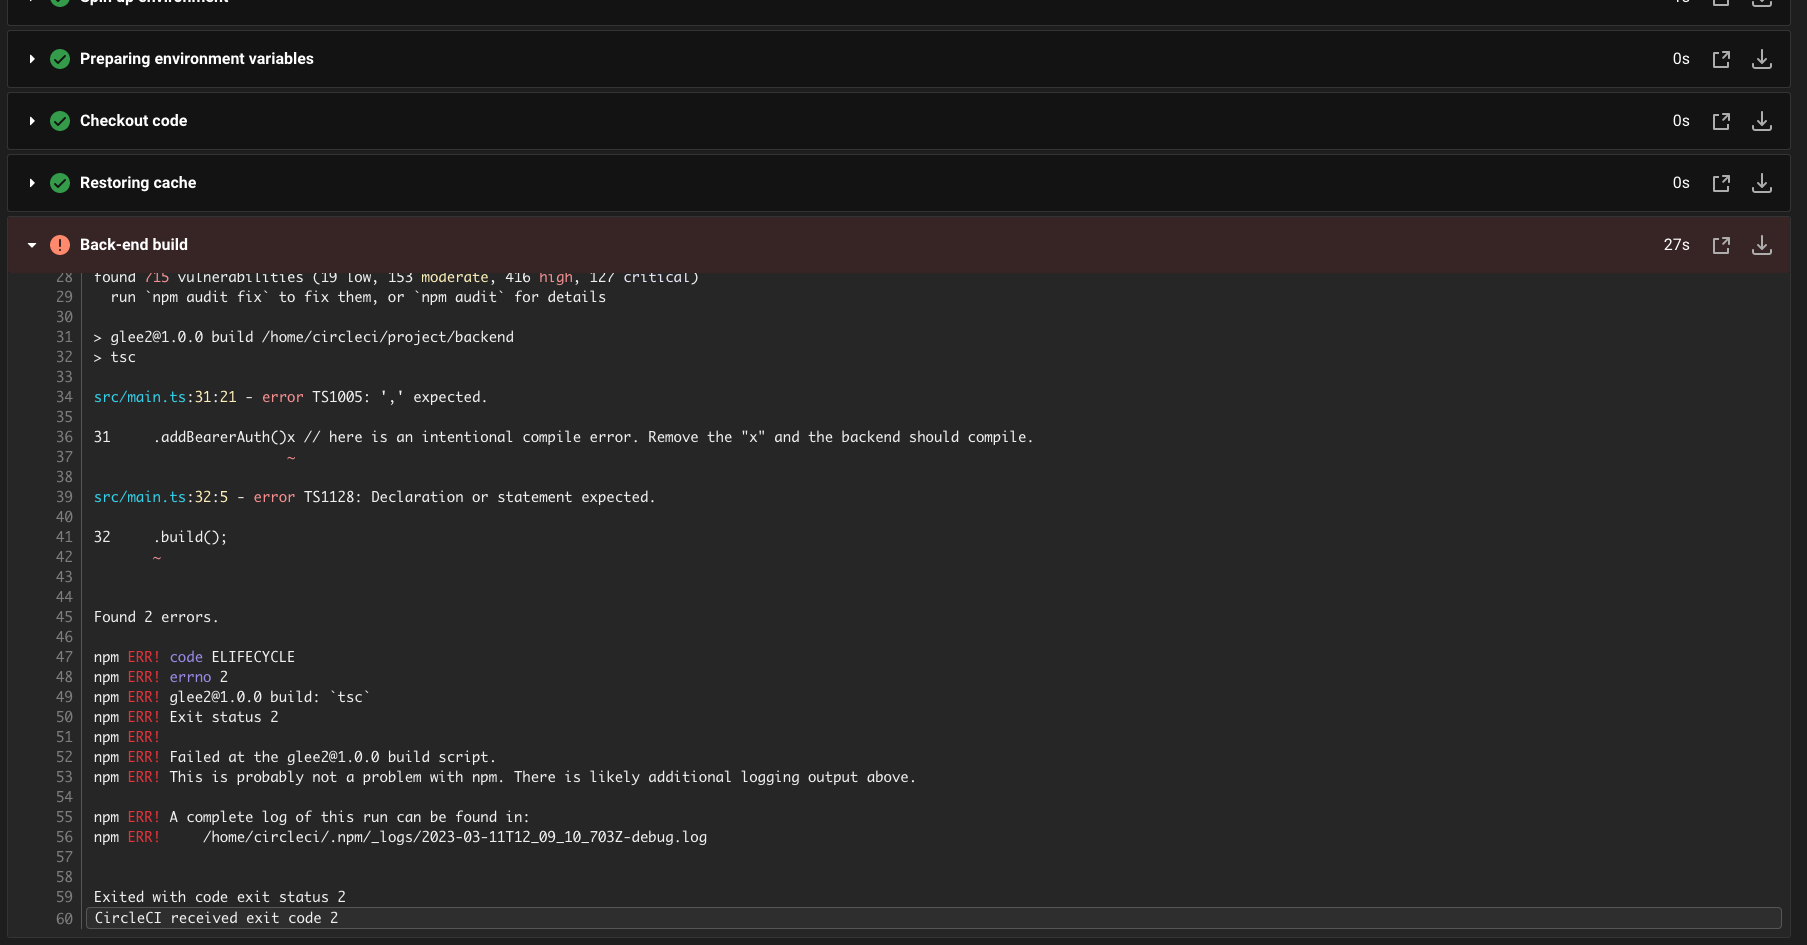 Spin up environment 1s
Preparing environment variables 0s
Checkout code 0s
Restoring cache 0s
Back-end build 27s
28 found 715 vulnerabilities (19 low, 153 moderate, 416 high, 127 critical)
29 run `npm audit fix` to fix them, or `npm audit` for details
30
31 > glee2@1.0.0 build /home/circleci/project/backend
32 > tsc
33
34 src/main.ts:31:21 - error TS1005: ',' expected.
35
36 31 .addBearerAuth()x // here is an intentional compile error. Remove the "x" and the backend should compile.
37 ~
38
39 src/main.ts:32:5 - error TS1128: Declaration or statement expected.
40
41 32 .build();
42 ~
43
44
45 Found 2 errors.
46
47 npm ERR! code ELIFECYCLE
48 npm ERR! errno 2
49 npm ERR! glee2@1.0.0 build: `tsc`
50 npm ERR! Exit status 2
51 npm ERR!
52 npm ERR! Failed at the glee2@1.0.0 build script.
53 npm ERR! This is probably not a problem with npm. There is likely additional logging output above.
54
55 npm ERR! A complete log of this run can be found in:
56 npm ERR! /home/circleci/.npm/_logs/2023-03-11T12_09_10_703Z-debug.log
57
58
59 Exited with code exit status 2
60 CircleCI received exit code 2